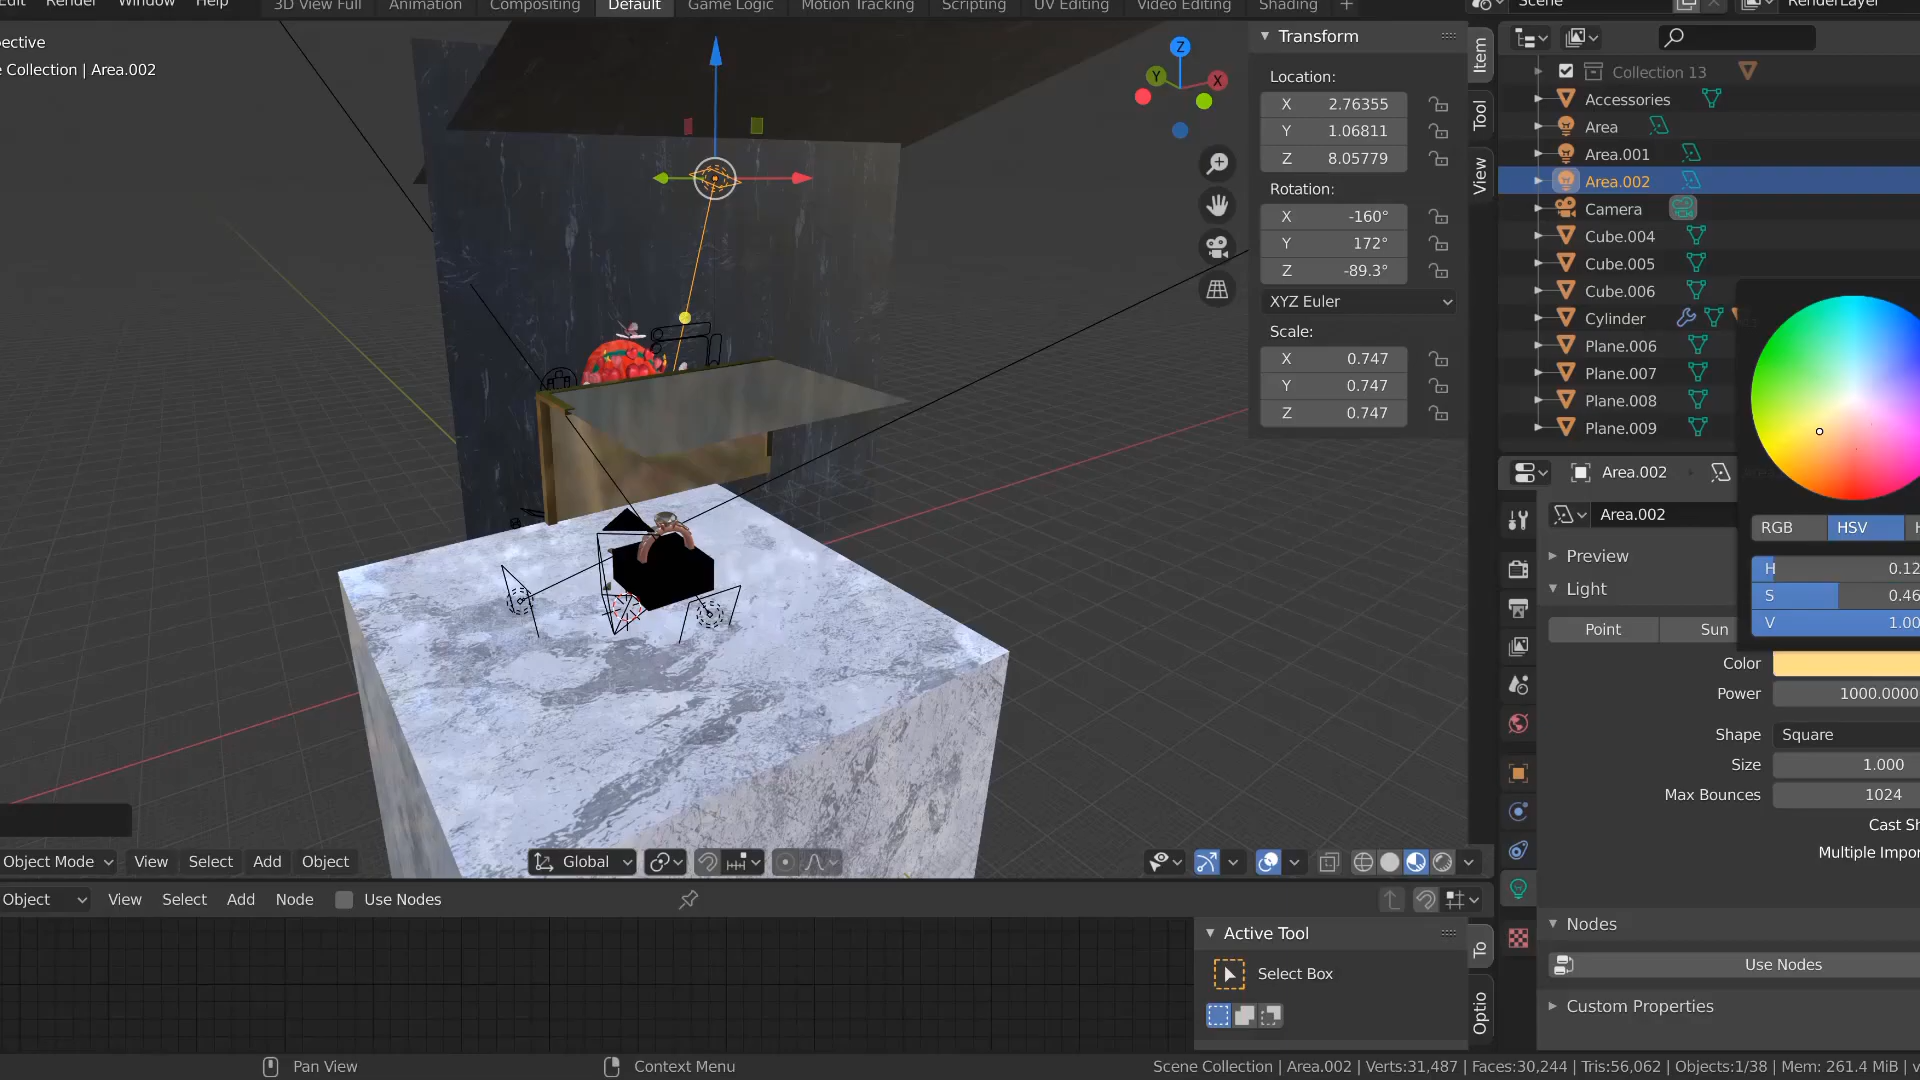 Edit Render Window Help 3D View Full Animation Compositing Default Game Logic Motion Tracking Scripting UV Editing Video Editing Shading + Scene RenderLayer
ective
e Collection | Area.002
Transform
Location:
X 2.76355
Y 1.06811
Z 8.05779
Rotation:
X -160°
Y 172°
Z -89.3°
XYZ Euler
Scale:
X 0.747
Y 0.747
Z 0.747
Item
Tool
View
Z
Y
X
Collection 13
Accessories
Area
Area.001
Area.002
Camera
Cube.004
Cube.005
Cube.006
Cylinder
Plane.006
Plane.007
Plane.008
Plane.009
Area.002
Area.002
Preview
Light
Point Sun
RGB HSV H
H 0.12
S 0.46
V 1.00
Color
Power 1000.0000
Shape Square
Size 1.000
Max Bounces 1024
Cast Sh
Multiple Impor
Nodes
Use Nodes
Custom Properties
Object Mode View Select Add Object Global
Object View Select Add Node Use Nodes
Active Tool
Select Box
To
Optio
Pan View Context Menu Scene Collection | Area.002 | Verts:31,487 | Faces:30,244 | Tris:56,062 | Objects:1/38 | Mem: 261.4 MiB | v